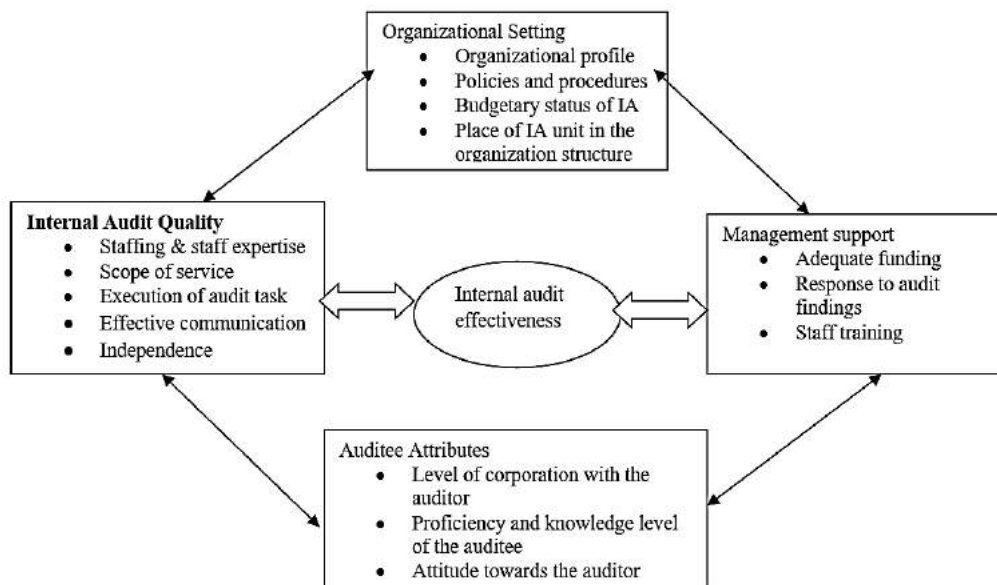 Organizational Setting
● Organizational profile
● Policies and procedures
● Budgetary status of IA
● Place of IA unit in the
organization structure
Internal Audit Quality
● Staffing & staff expertise
● Scope of service
● Execution of audit task
● Effective communication
● Independence
Internal audit
effectiveness
Management support
● Adequate funding
● Response to audit
findings
● Staff training
Auditee Attributes
● Level of corporation with the
auditor
● Proficiency and knowledge level
of the auditee
● Attitude towards the auditor